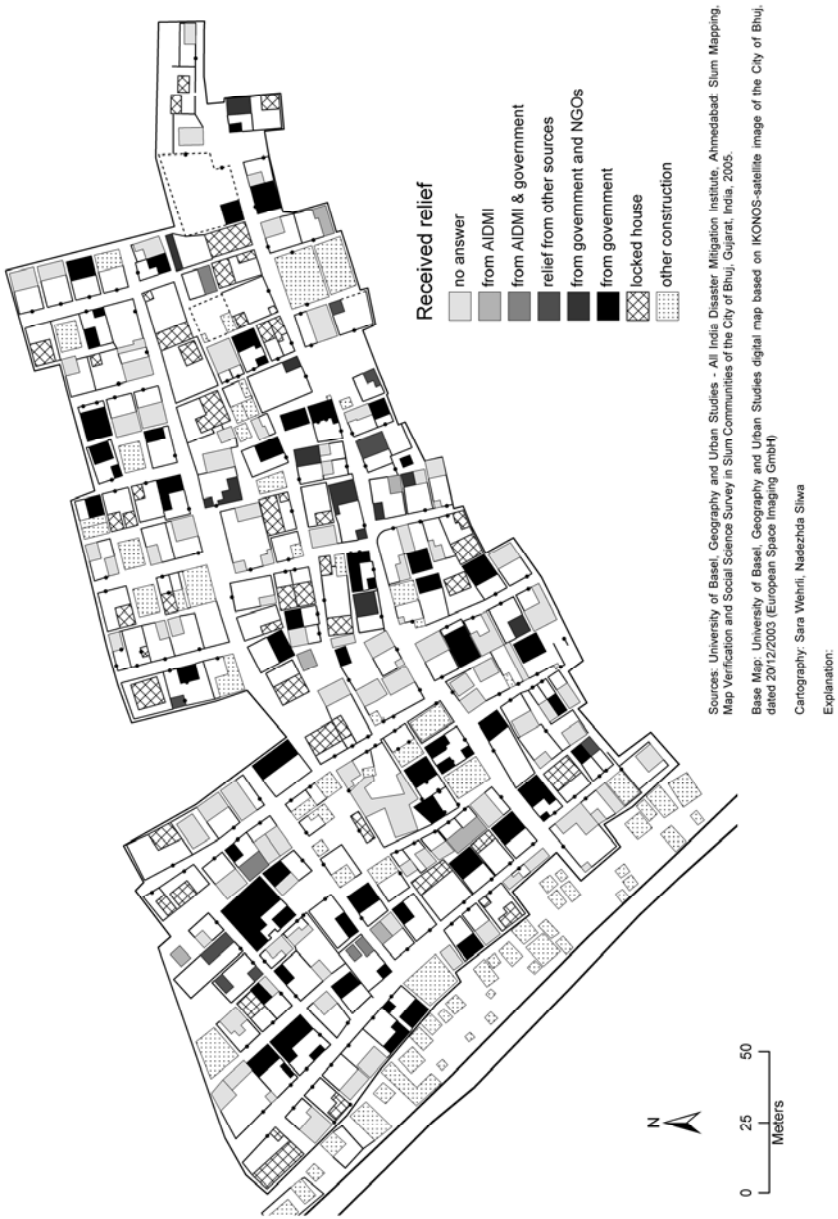 Received relief
no answer
from AIDMI
from AIDMI & government
relief from other sources
from government and NGOs
from government
locked house
other construction
Sources: University of Basel, Geography and Urban Studies - All India Disaster Mitigation Institute, Ahmedabad: Slum Mapping,
Map Verification and Social Science Survey in Slum Communities of the City of Bhuj, Gujarat, India, 2005.
Base Map: University of Basel, Geography and Urban Studies digital map based on IKONOS-satellite image of the City of Bhuj,
dated 20/12/2003 (European Space Imaging GmbH)
Cartography: Sara Wehrli, Nadezhda Sliwa
Explanation:
N
0 25 50
Meters